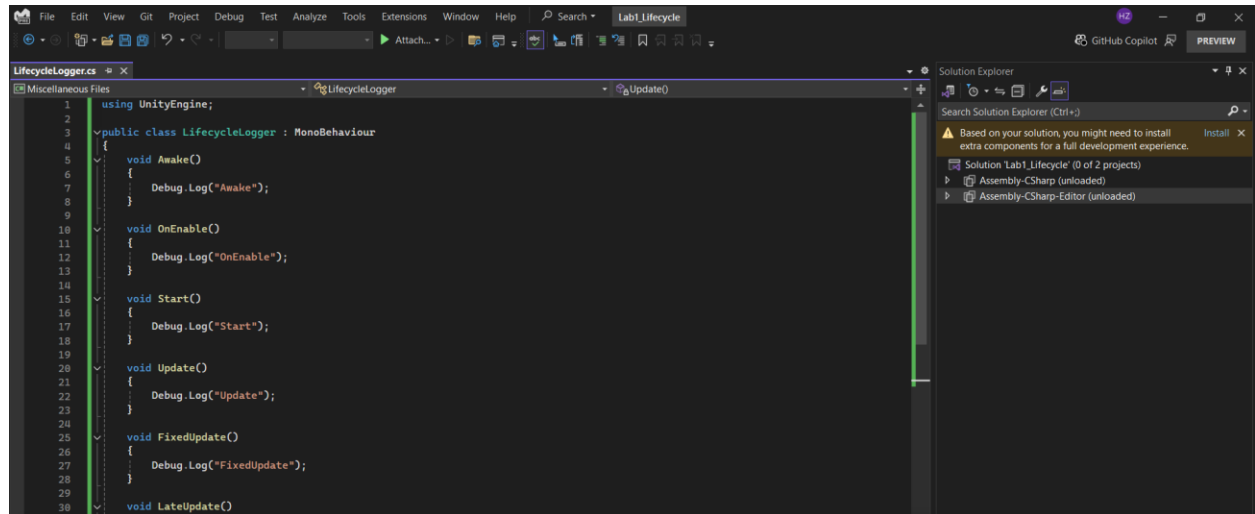 File Edit View Git Project Debug Test Analyze Tools Extensions Window Help Search Lab1_Lifecycle HZ
Attach... GitHub Copilot PREVIEW
LifecycleLogger.cs
Miscellaneous Files LifecycleLogger Update()
1 using UnityEngine;
2
3 public class LifecycleLogger : MonoBehaviour
4 {
5 void Awake()
6 {
7 Debug.Log("Awake");
8 }
9
10 void OnEnable()
11 {
12 Debug.Log("OnEnable");
13 }
14
15 void Start()
16 {
17 Debug.Log("Start");
18 }
19
20 void Update()
21 {
22 Debug.Log("Update");
23 }
24
25 void FixedUpdate()
26 {
27 Debug.Log("FixedUpdate");
28 }
29
30 void LateUpdate()
Solution Explorer
Search Solution Explorer (Ctrl+;)
Based on your solution, you might need to install Install
extra components for a full development experience.
Solution 'Lab1_Lifecycle' (0 of 2 projects)
Assembly-CSharp (unloaded)
Assembly-CSharp-Editor (unloaded)